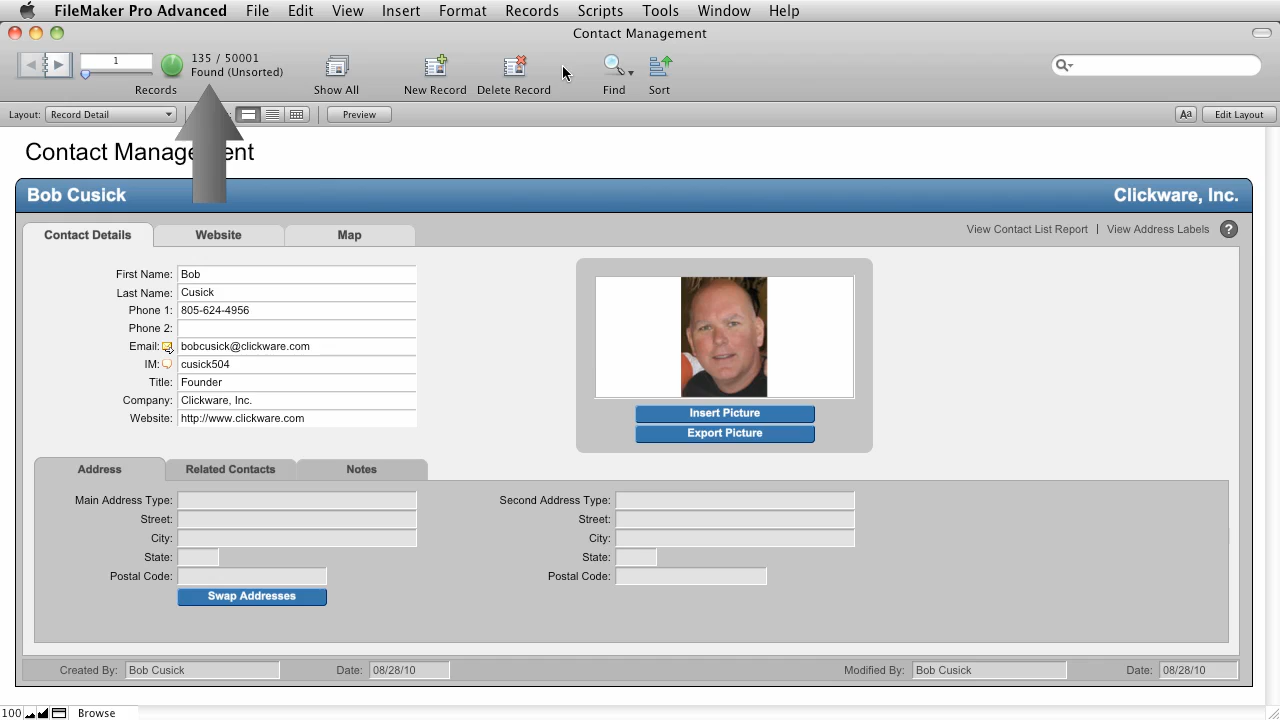 FileMaker Pro Advanced File Edit View Insert Format Records Scripts Tools Window Help
Contact Management
1
135 / 50001
Found (Unsorted)
Records Show All New Record Delete Record Find Sort
Layout: Record Detail Preview Aa Edit Layout
Contact Management
Bob Cusick Clickware, Inc.
Contact Details Website Map View Contact List Report | View Address Labels ?
First Name: Bob
Last Name: Cusick
Phone 1: 805-624-4956
Phone 2:
Email: bobcusick@clickware.com
IM: cusick504
Title: Founder
Company: Clickware, Inc.
Website: http://www.clickware.com
Insert Picture
Export Picture
Address Related Contacts Notes
Main Address Type: Second Address Type:
Street: Street:
City: City:
State: State:
Postal Code: Postal Code:
Swap Addresses
Created By: Bob Cusick Date: 08/28/10 Modified By: Bob Cusick Date: 08/28/10
100 Browse